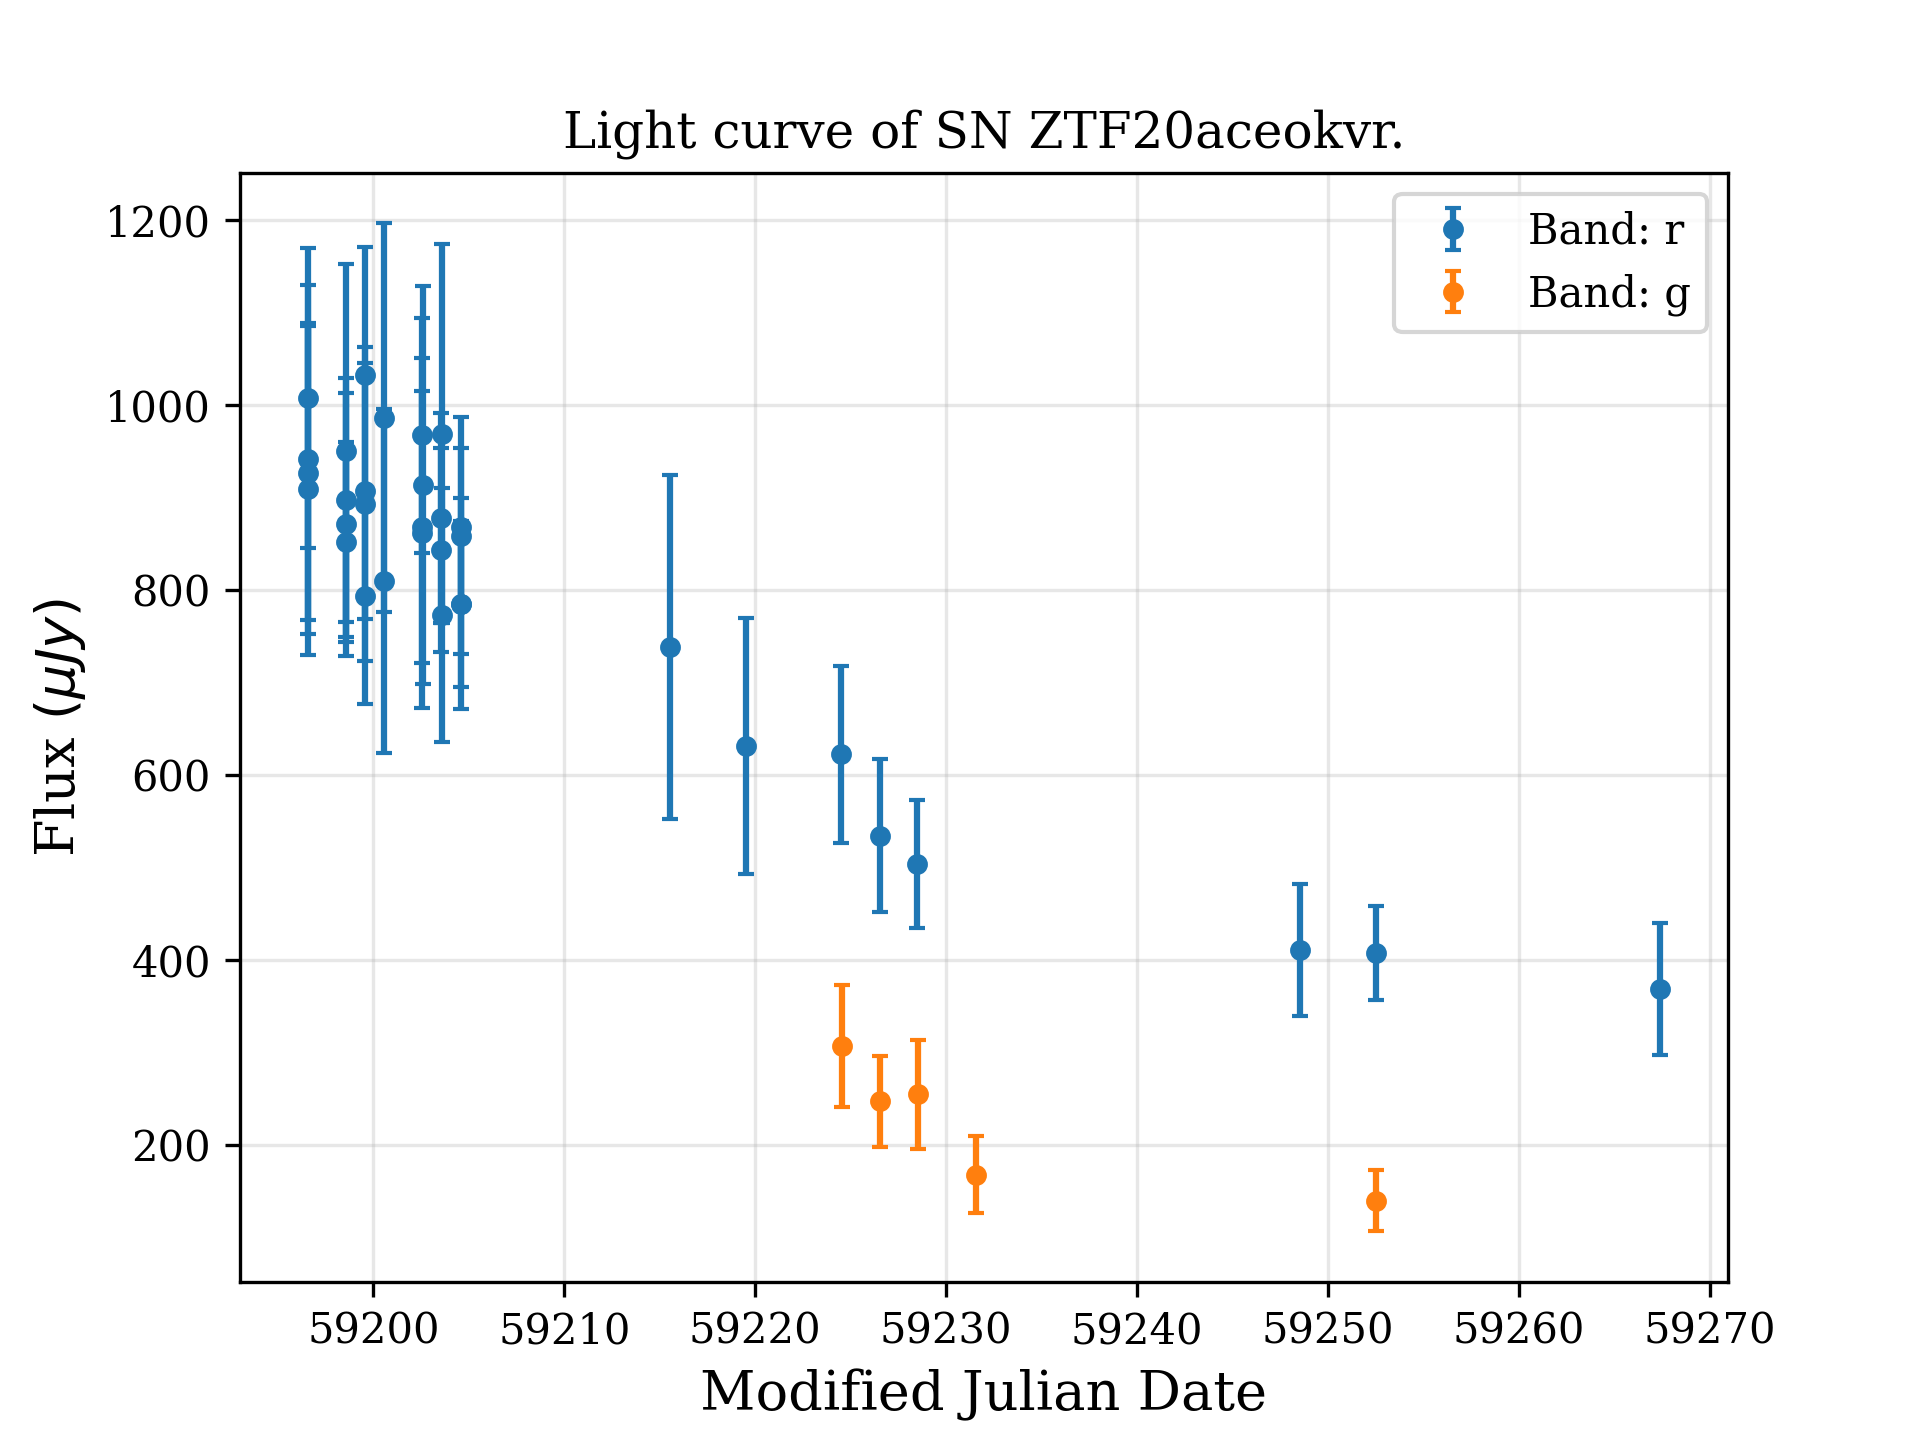 Light curve of SN ZTF20aceokvr.
Band: r
Band: g
1200
1000
800
600
400
200
Flux (μJy)
59200 59210 59220 59230 59240 59250 59260 59270
Modified Julian Date